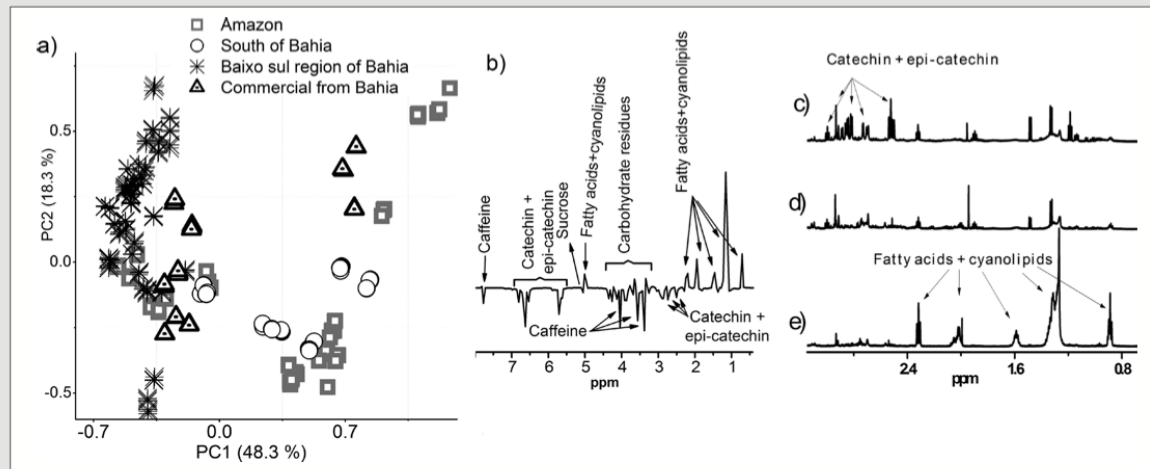 a)
Amazon
South of Bahia
Baixo sul region of Bahia
Commercial from Bahia
PC2 (18.3 %)
0.5
0.0
-0.5
-0.7
0.0
0.7
PC1 (48.3 %)
b)
Caffeine
Catechin +
epi-catechin
Sucrose
Fatty acids+cyanolipids
Carbohydrate residues
Fatty acids+cyanolipids
Caffeine
Catechin +
epi-catechin
7
6
5
4
3
2
1
ppm
Catechin + epi-catechin
c)
d)
Fatty acids + cyanolipids
e)
2.4
1.6
0.8
ppm